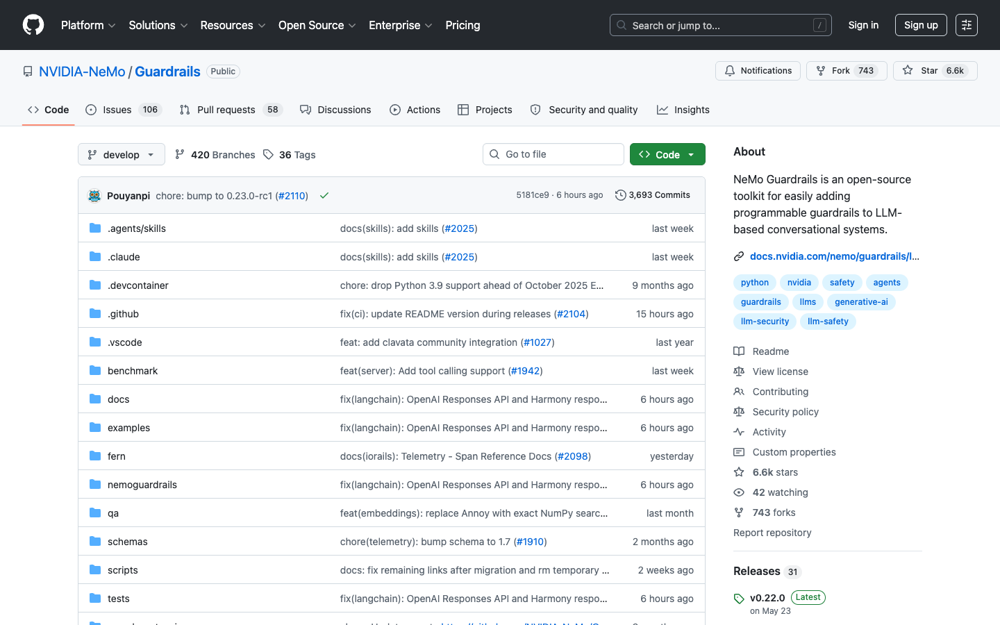 Platform Solutions Resources Open Source Enterprise Pricing Search or jump to... / Sign in Sign up
NVIDIA-NeMo / Guardrails Public Notifications Fork 743 Star 6.6k
Code Issues 106 Pull requests 58 Discussions Actions Projects Security and quality Insights
develop 420 Branches 36 Tags Go to file Code
Pouyanpi chore: bump to 0.23.0-rc1 (#2110) 5181ce9 · 6 hours ago 3,693 Commits
.agents/skills docs(skills): add skills (#2025) last week
.claude docs(skills): add skills (#2025) last week
.devcontainer chore: drop Python 3.9 support ahead of October 2025 E... 9 months ago
.github fix(ci): update README version during releases (#2104) 15 hours ago
.vscode feat: add clavata community integration (#1027) last year
benchmark feat(server): Add tool calling support (#1942) last week
docs fix(langchain): OpenAI Responses API and Harmony respo... 6 hours ago
examples fix(langchain): OpenAI Responses API and Harmony respo... 6 hours ago
fern docs(iorails): Telemetry - Span Reference Docs (#2098) yesterday
nemoguardrails fix(langchain): OpenAI Responses API and Harmony respo... 6 hours ago
qa feat(embeddings): replace Annoy with exact NumPy searc... last month
schemas chore(telemetry): bump schema to 1.7 (#1910) 2 months ago
scripts docs: fix remaining links after migration and rm temporary ... 2 weeks ago
tests fix(langchain): OpenAI Responses API and Harmony respo... 6 hours ago
About
NeMo Guardrails is an open-source
toolkit for easily adding
programmable guardrails to LLM-
based conversational systems.
docs.nvidia.com/nemo/guardrails/l...
python nvidia safety agents
guardrails llms generative-ai
llm-security llm-safety
Readme
View license
Contributing
Security policy
Activity
Custom properties
6.6k stars
42 watching
743 forks
Report repository
Releases 31
v0.22.0 Latest
on May 23